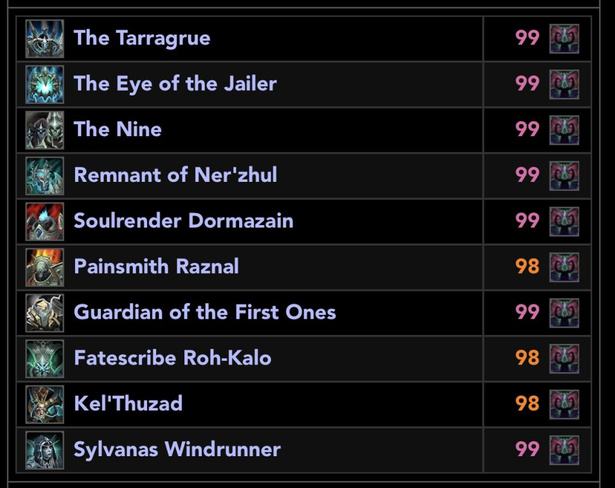 The Tarragrue 99
The Eye of the Jailer 99
The Nine 99
Remnant of Ner'zhul 99
Soulrender Dormazain 99
Painsmith Raznal 98
Guardian of the First Ones 99
Fatescribe Roh-Kalo 98
Kel'Thuzad 98
Sylvanas Windrunner 99